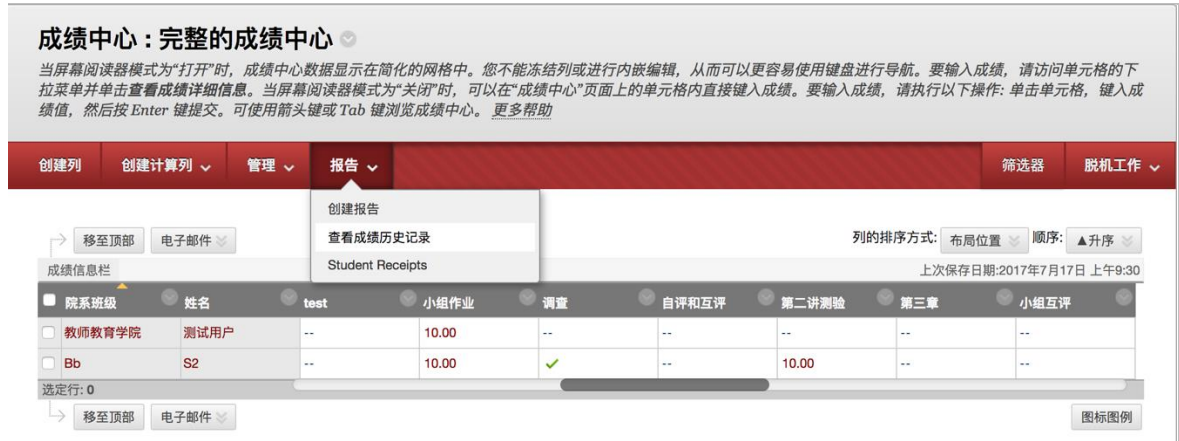 成绩中心 : 完整的成绩中心
当屏幕阅读器模式为“打开”时，成绩中心数据显示在简化的网格中。您不能冻结列或进行内嵌编辑，从而可以更容易使用键盘进行导航。要输入成绩，请访问单元格的下
拉菜单并单击查看成绩详细信息。当屏幕阅读器模式为“关闭”时，可以在“成绩中心”页面上的单元格内直接键入成绩。要输入成绩，请执行以下操作: 单击单元格，键入成
绩值，然后按 Enter 键提交。可使用箭头键或 Tab 键浏览成绩中心。 更多帮助
创建列 创建计算列 管理 报告 筛选器 脱机工作
创建报告
查看成绩历史记录
Student Receipts
移至顶部 电子邮件 列的排序方式: 布局位置 顺序: ▲升序
成绩信息栏 上次保存日期:2017年7月17日 上午9:30
院系班级 姓名 test 小组作业 调查 自评和互评 第二讲测验 第三章 小组互评
教师教育学院 测试用户 -- 10.00 -- -- -- -- --
Bb S2 -- 10.00 ✓ -- 10.00 -- --
选定行: 0
移至顶部 电子邮件 图标图例